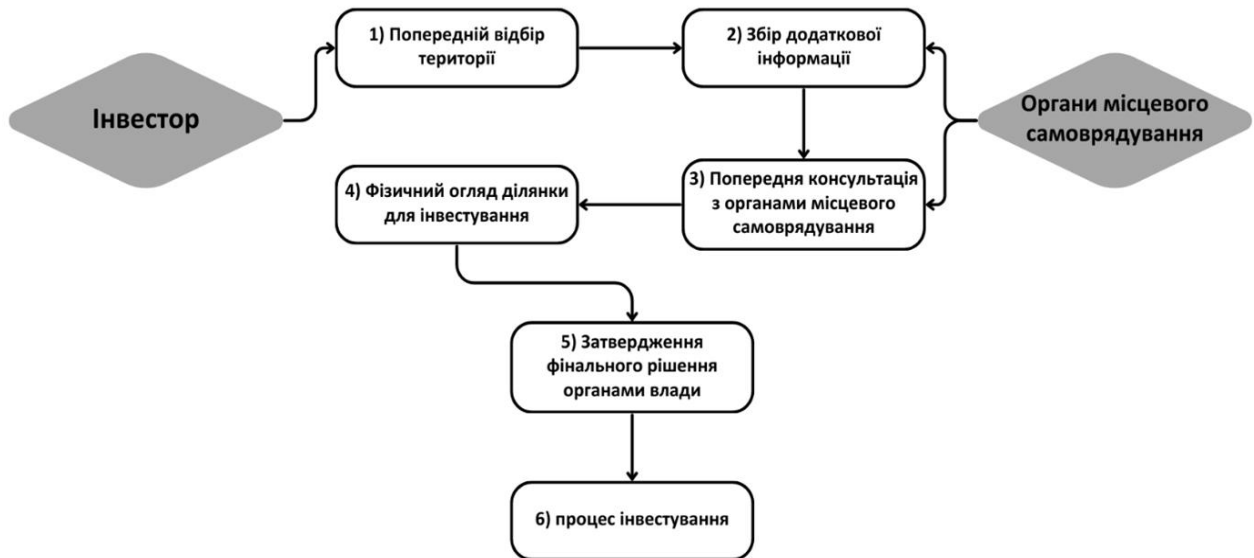 Інвестор
1) Попередній відбір
території
2) Збір додаткової
інформації
Органи місцевого
самоврядування
3) Попередня консультація
з органами місцевого
самоврядування
4) Фізичний огляд ділянки
для інвестування
5) Затвердження
фінального рішення
органами влади
6) процес інвестування